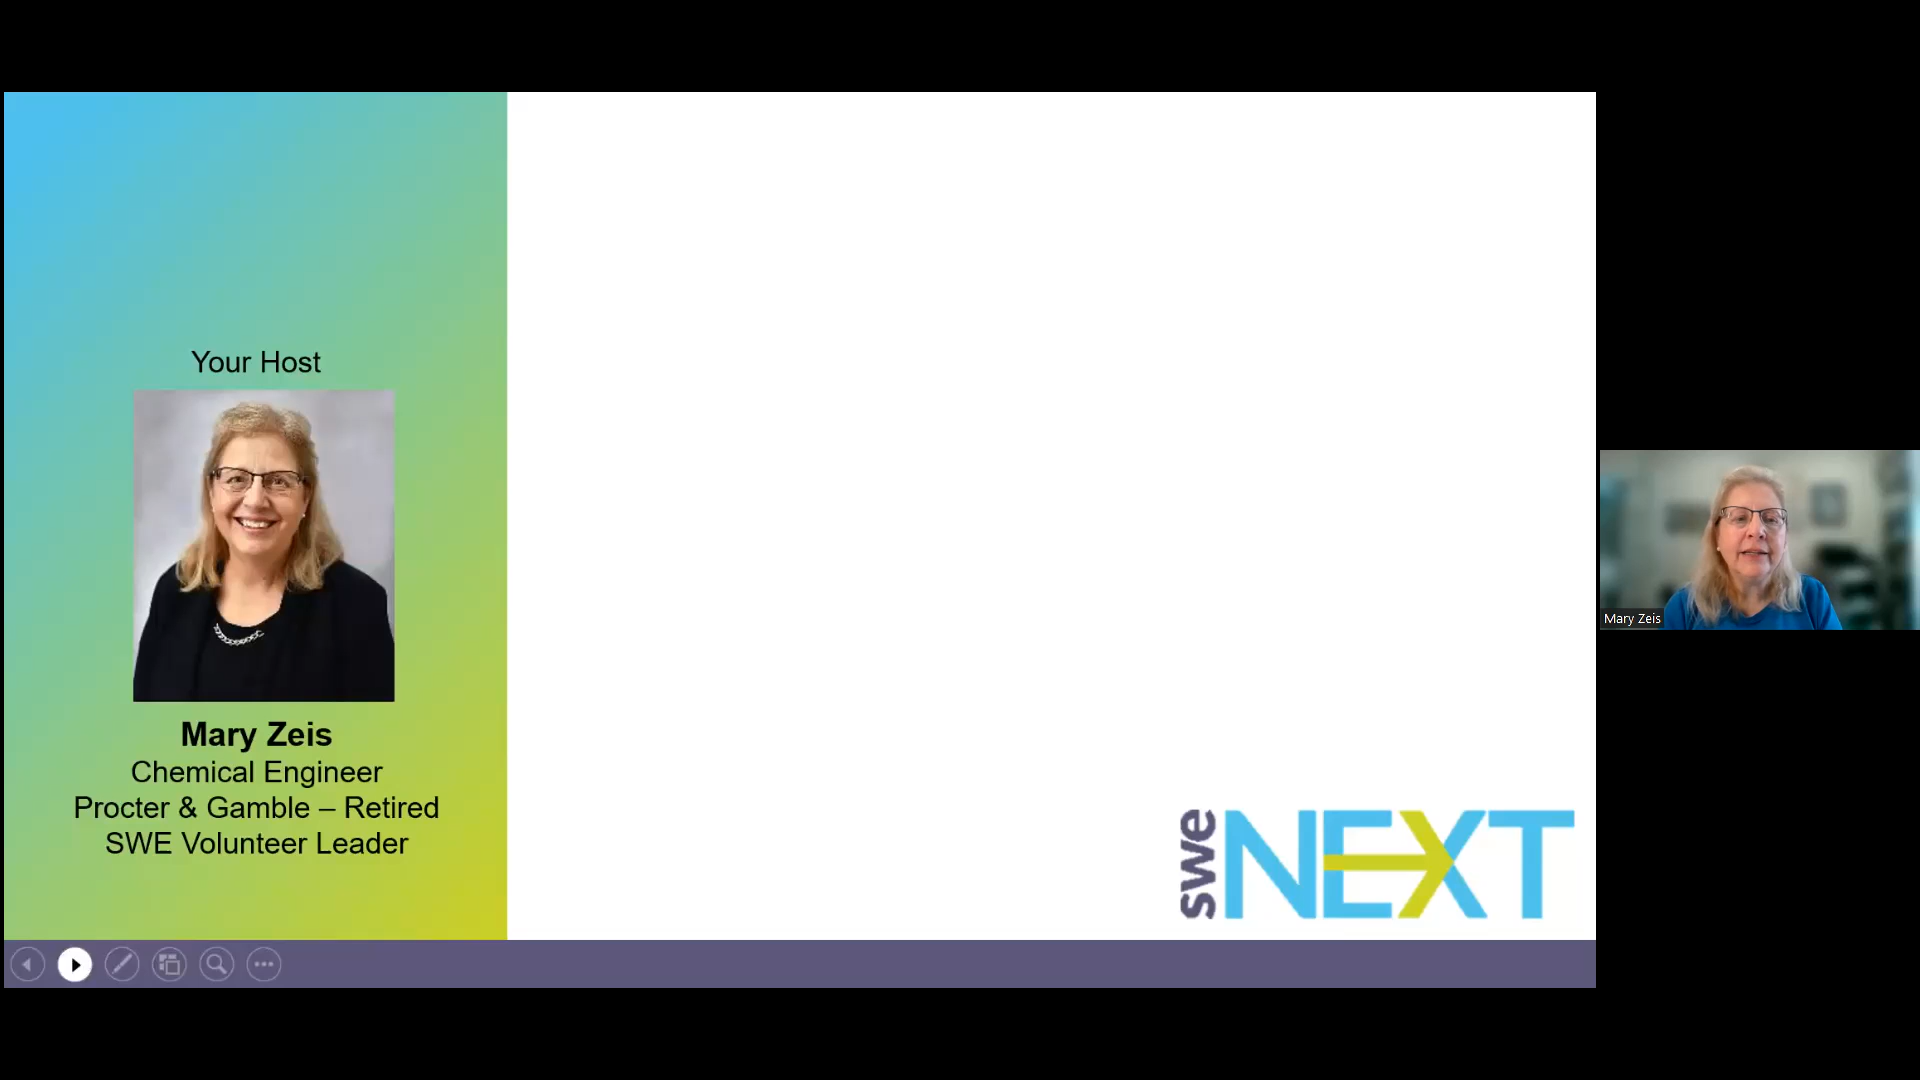 Your Host
Mary Zeis
Chemical Engineer
Procter & Gamble – Retired
SWE Volunteer Leader
swe
NEXT
Mary Zeis